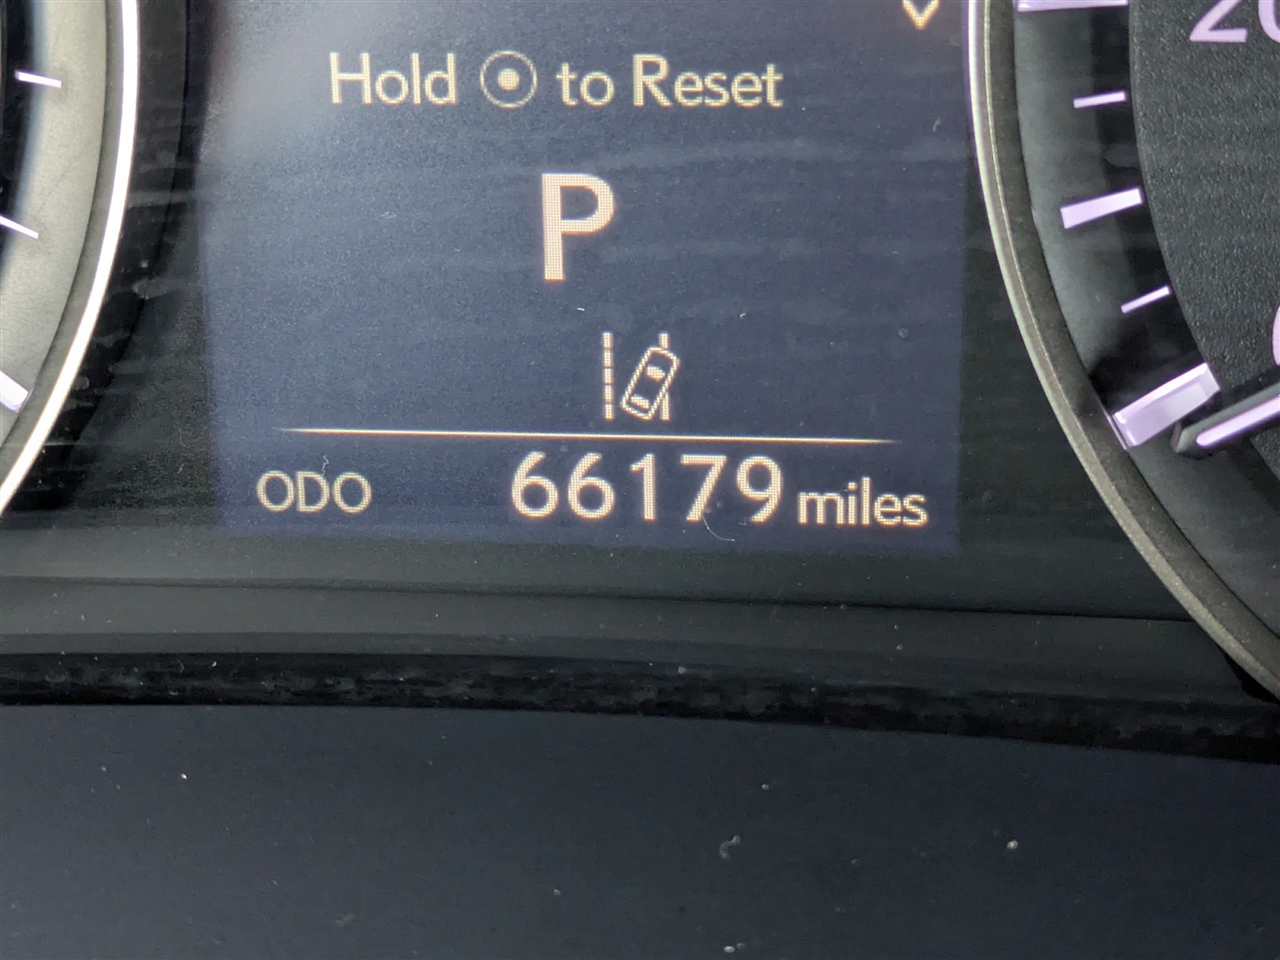 Hold to Reset
P
ODO 66179 miles